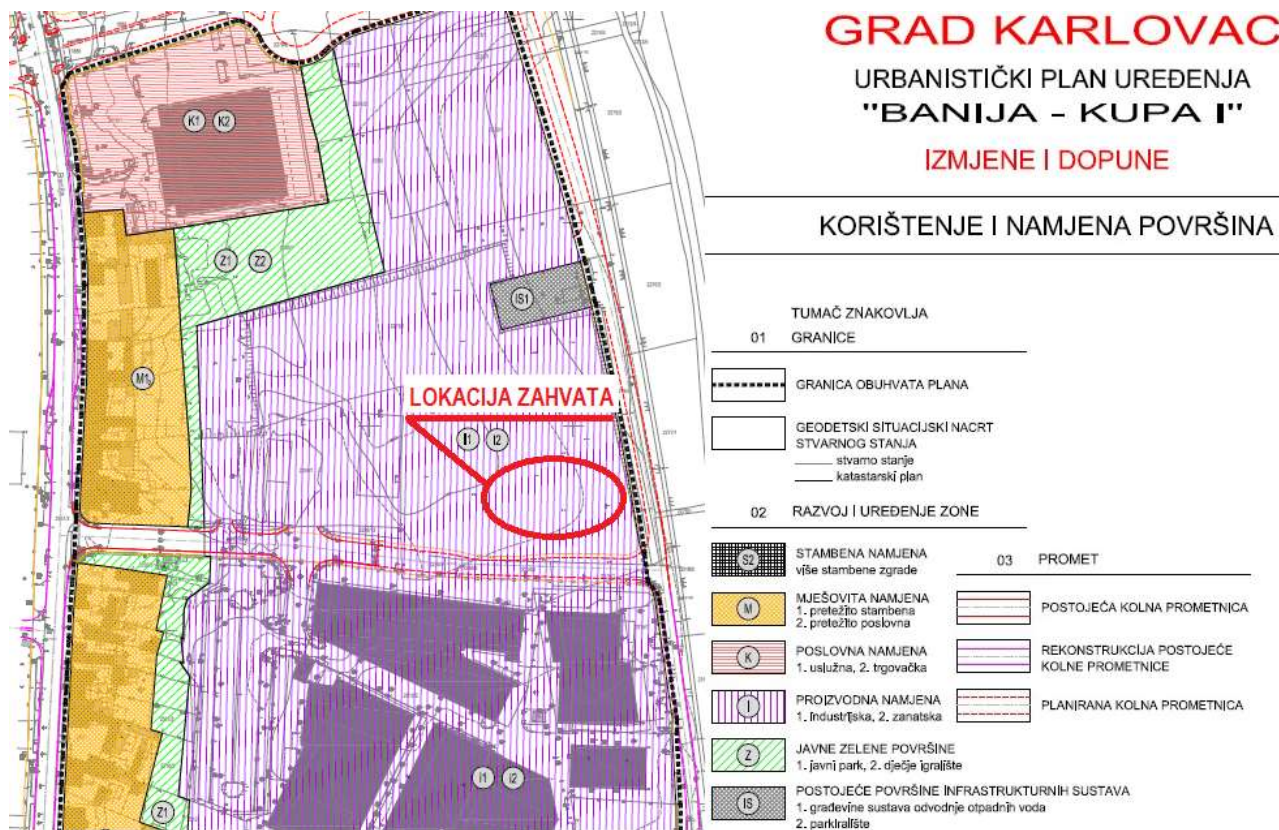 GRAD KARLOVAC
URBANISTIČKI PLAN UREĐENJA
"BANIJA - KUPA I"
IZMJENE I DOPUNE
KORIŠTENJE I NAMJENA POVRŠINA
TUMAČ ZNAKOVLJA
01 GRANICE
GRANICA OBUHVATA PLANA
GEODETSKI SITUACIJSKI NACRT
STVARNOG STANJA
stvarno stanje
katastarski plan
02 RAZVOJ I UREĐENJE ZONE
S2
STAMBENA NAMJENA
više stambene zgrade
M
MJEŠOVITA NAMJENA
1. pretežito stambena
2. pretežito poslovna
K
POSLOVNA NAMJENA
1. uslužna, 2. trgovačka
I
PROIZVODNA NAMJENA
1. industrijska, 2. zanatska
Z
JAVNE ZELENE POVRŠINE
1. javni park, 2. dječje igralište
IS
POSTOJEĆE POVRŠINE INFRASTRUKTURNIH SUSTAVA
1. građevine sustava odvodnje otpadnih voda
2. parkiralište
03 PROMET
POSTOJEĆA KOLNA PROMETNICA
REKONSTRUKCIJA POSTOJEĆE
KOLNE PROMETNICE
PLANIRANA KOLNA PROMETNICA
K1 K2
Z1 Z2
IS1
M1
LOKACIJA ZAHVATA
I1 I2
I1 I2
Z1
Banija